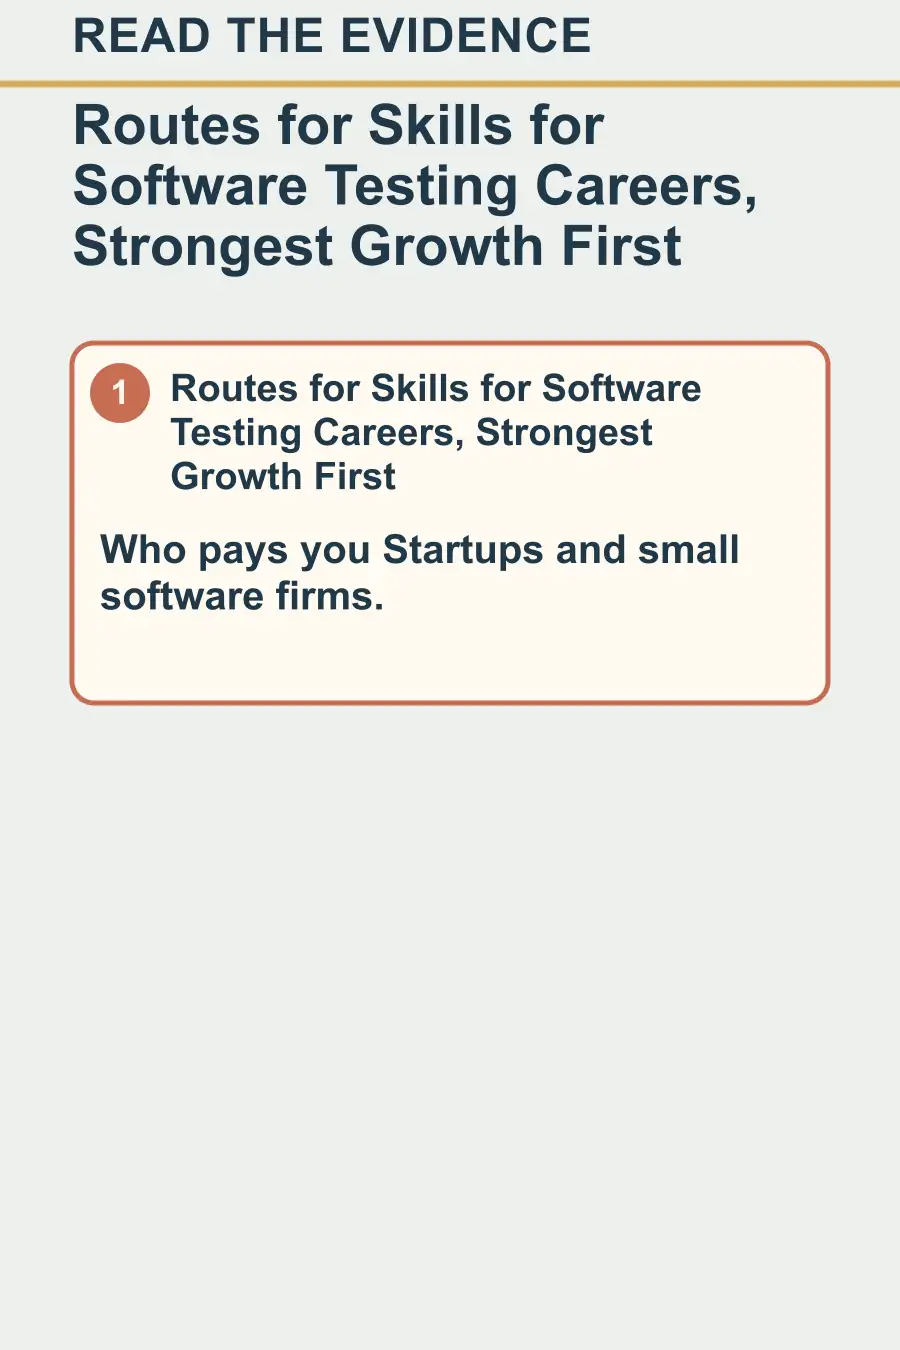 READ THE EVIDENCE
Routes for Skills for
Software Testing Careers,
Strongest Growth First
1
Routes for Skills for Software
Testing Careers, Strongest
Growth First
Who pays you Startups and small
software firms.